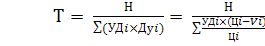 T = Н / ∑(УДi×Дуi) = Н / ∑ УДi×(Цi−Vi) / Цi